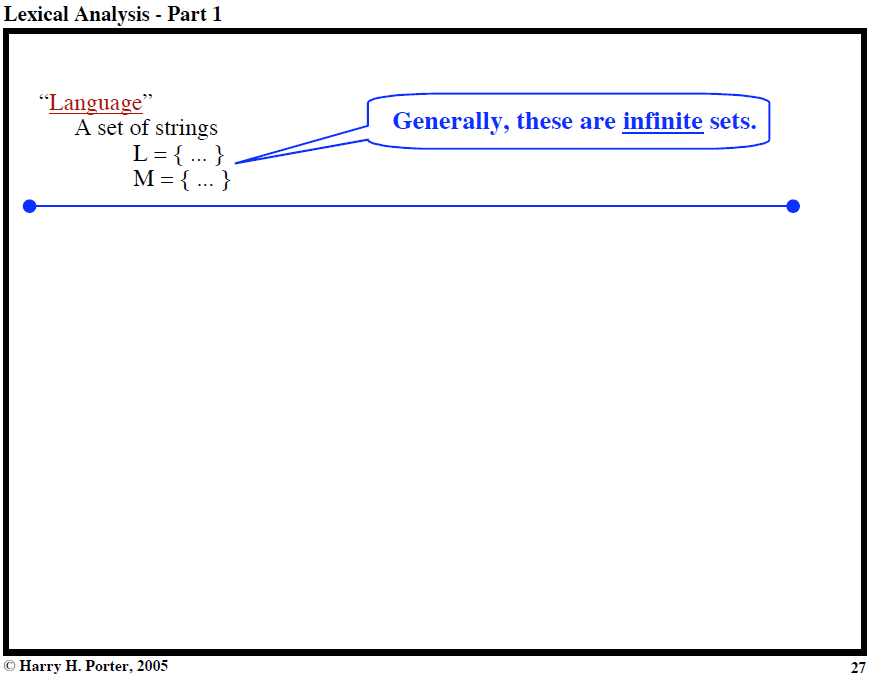 Lexical Analysis - Part 1
“Language”
A set of strings
L = { ... }
M = { ... }
Generally, these are infinite sets.
© Harry H. Porter, 2005
27